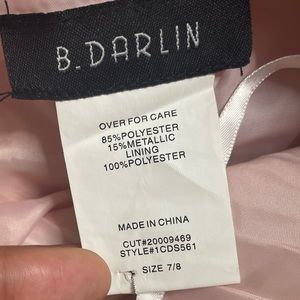 B.DARLIN
OVER FOR CARE
85%POLYESTER
15%METALLIC
LINING
100%POLYESTER
MADE IN CHINA
CUT#20009469
STYLE#1CDS561
SIZE 7/8